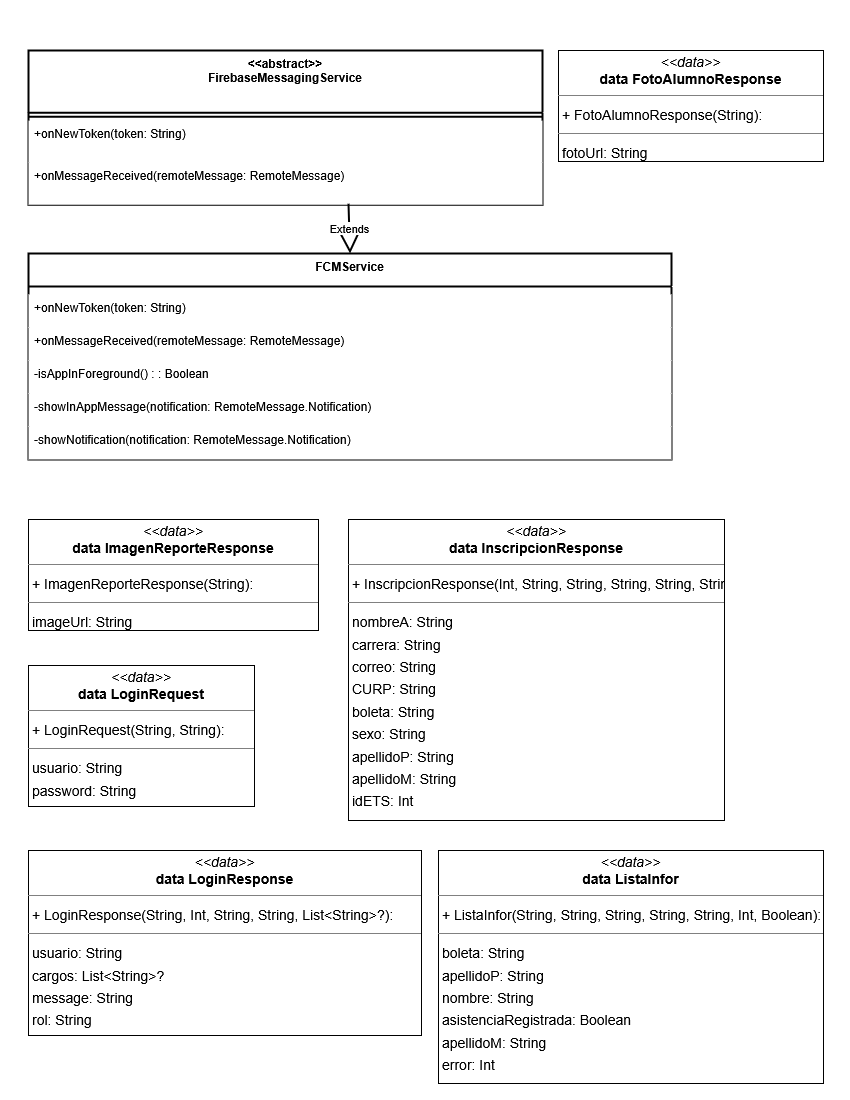 <<abstract>>
FirebaseMessagingService
+onNewToken(token: String)
+onMessageReceived(remoteMessage: RemoteMessage)
<<data>>
data FotoAlumnoResponse
+ FotoAlumnoResponse(String):
fotoUrl: String
Extends
FCMService
+onNewToken(token: String)
+onMessageReceived(remoteMessage: RemoteMessage)
-isAppInForeground() : : Boolean
-showInAppMessage(notification: RemoteMessage.Notification)
-showNotification(notification: RemoteMessage.Notification)
<<data>>
data ImagenReporteResponse
+ ImagenReporteResponse(String):
imageUrl: String
<<data>>
data InscripcionResponse
+ InscripcionResponse(Int, String, String, String, String, Strin
nombreA: String
carrera: String
correo: String
CURP: String
boleta: String
sexo: String
apellidoP: String
apellidoM: String
idETS: Int
<<data>>
data LoginRequest
+ LoginRequest(String, String):
usuario: String
password: String
<<data>>
data LoginResponse
+ LoginResponse(String, Int, String, String, List<String>?):
usuario: String
cargos: List<String>?
message: String
rol: String
<<data>>
data ListaInfor
+ ListaInfor(String, String, String, String, String, Int, Boolean):
boleta: String
apellidoP: String
nombre: String
asistenciaRegistrada: Boolean
apellidoM: String
error: Int